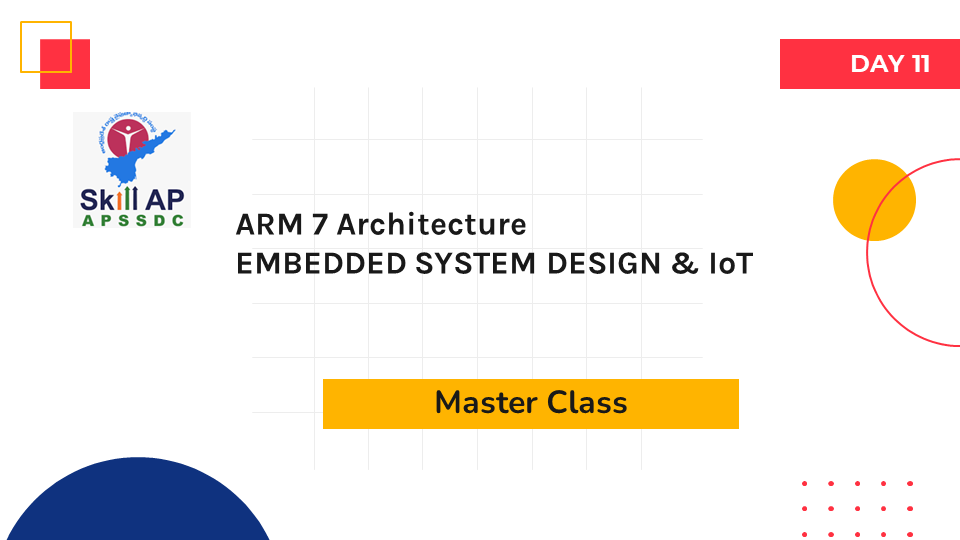 DAY 11
Skill AP
APSSDC
ARM 7 Architecture
EMBEDDED SYSTEM DESIGN & IoT
Master Class